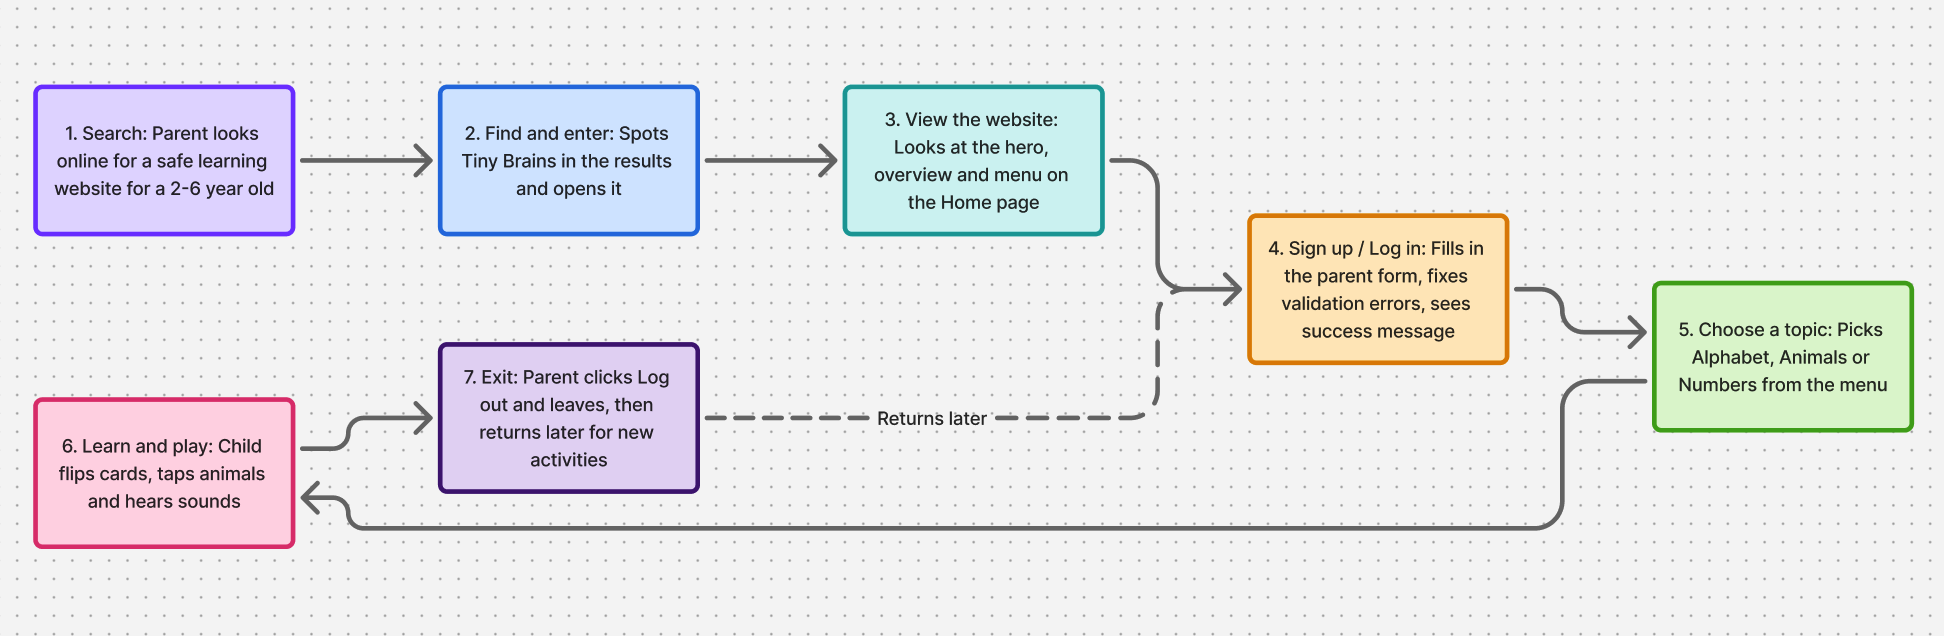 1. Search: Parent looks
online for a safe learning
website for a 2-6 year old
2. Find and enter: Spots
Tiny Brains in the results
and opens it
3. View the website:
Looks at the hero,
overview and menu on
the Home page
4. Sign up / Log in: Fills in
the parent form, fixes
validation errors, sees
success message
5. Choose a topic: Picks
Alphabet, Animals or
Numbers from the menu
6. Learn and play: Child
flips cards, taps animals
and hears sounds
7. Exit: Parent clicks Log
out and leaves, then
returns later for new
activities
Returns later